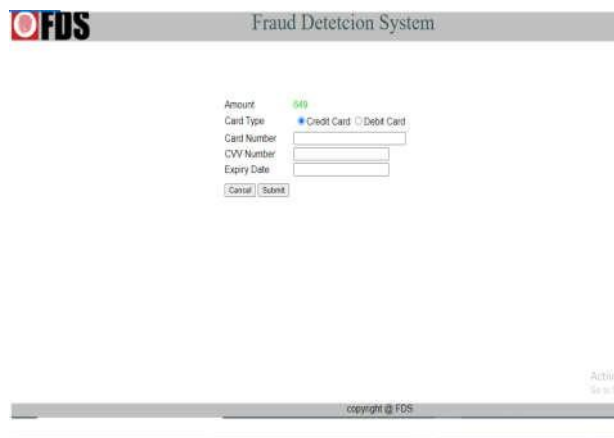 FDS
Fraud Detetcion System
Amount 649
Card Type Credit Card Debit Card
Card Number
CVV Number
Expiry Date
Cancel Submit
copyright @ FDS